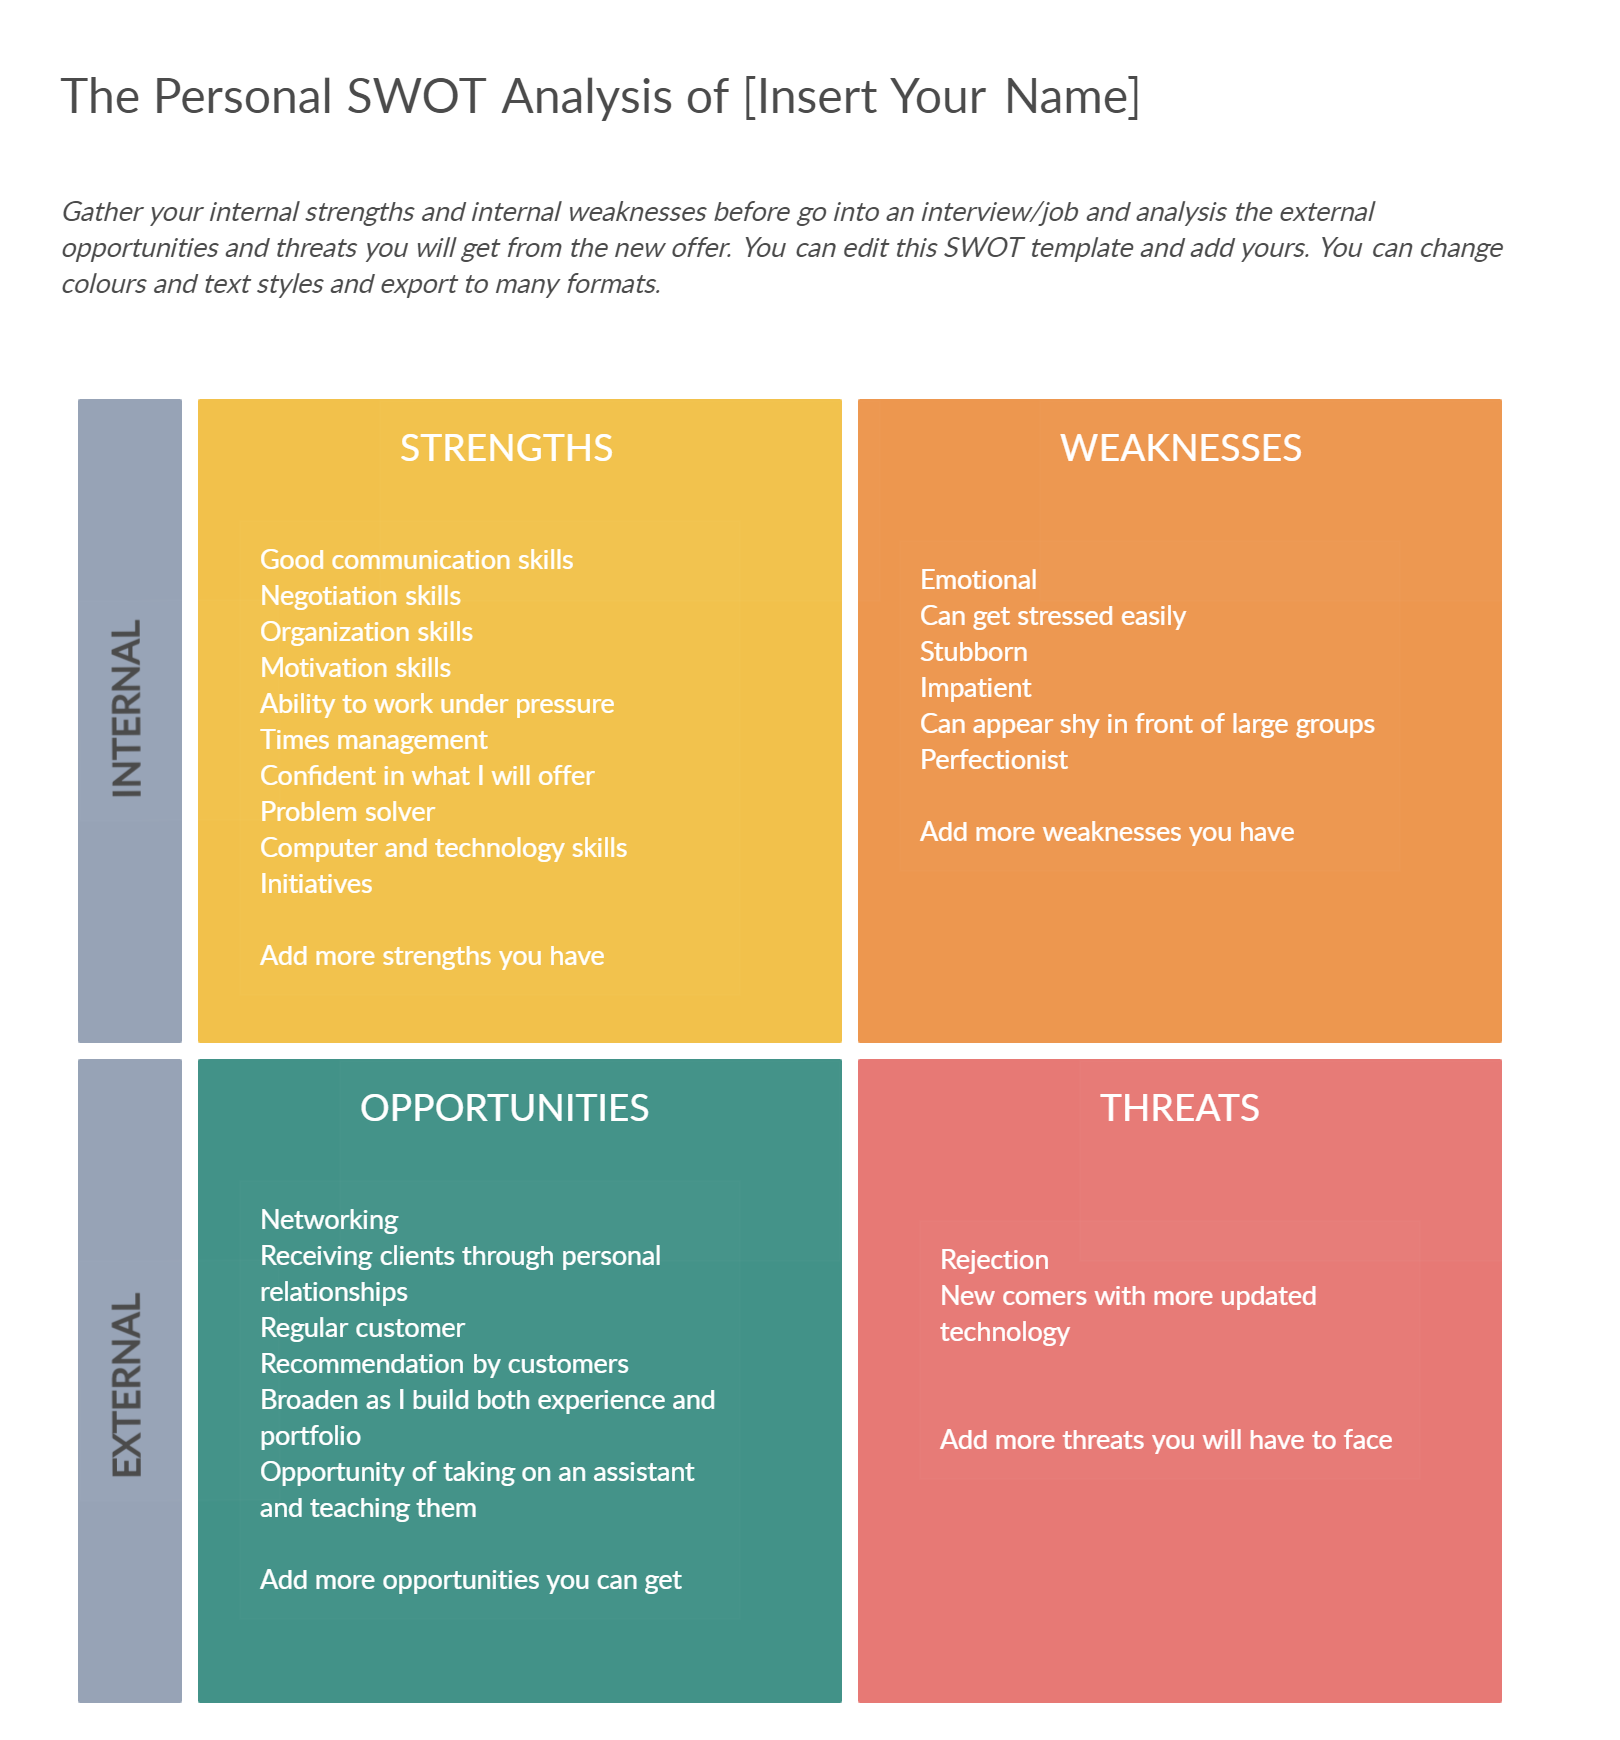 The Personal SWOT Analysis of [Insert Your Name]
Gather your internal strengths and internal weaknesses before go into an interview/job and analysis the external
opportunities and threats you will get from the new offer. You can edit this SWOT template and add yours. You can change
colours and text styles and export to many formats.
INTERNAL
STRENGTHS
Good communication skills
Negotiation skills
Organization skills
Motivation skills
Ability to work under pressure
Times management
Confident in what I will offer
Problem solver
Computer and technology skills
Initiatives
Add more strengths you have
WEAKNESSES
Emotional
Can get stressed easily
Stubborn
Impatient
Can appear shy in front of large groups
Perfectionist
Add more weaknesses you have
EXTERNAL
OPPORTUNITIES
Networking
Receiving clients through personal
relationships
Regular customer
Recommendation by customers
Broaden as I build both experience and
portfolio
Opportunity of taking on an assistant
and teaching them
Add more opportunities you can get
THREATS
Rejection
New comers with more updated
technology
Add more threats you will have to face